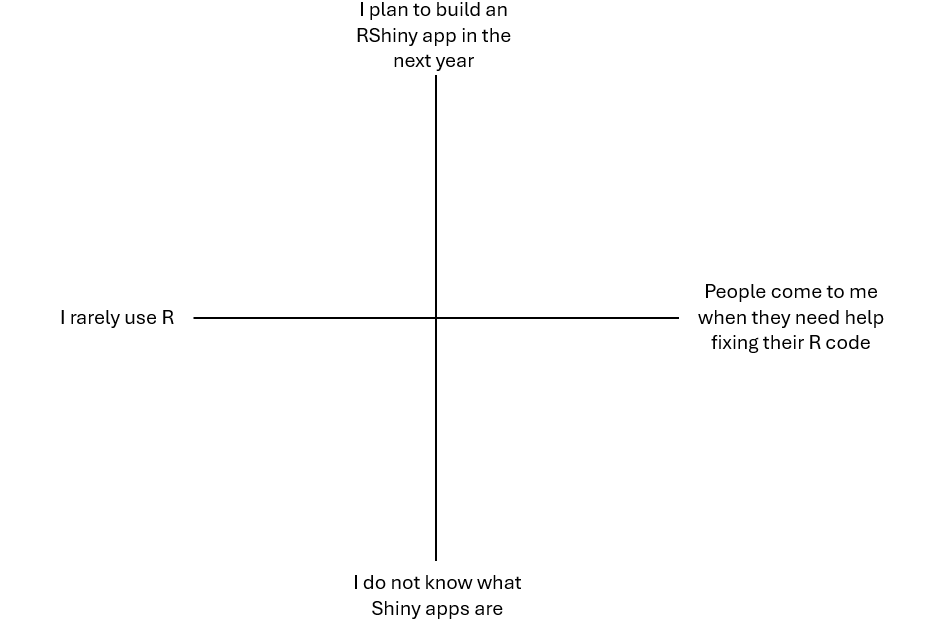 I plan to build an
RShiny app in the
next year
I rarely use R
People come to me
when they need help
fixing their R code
I do not know what
Shiny apps are